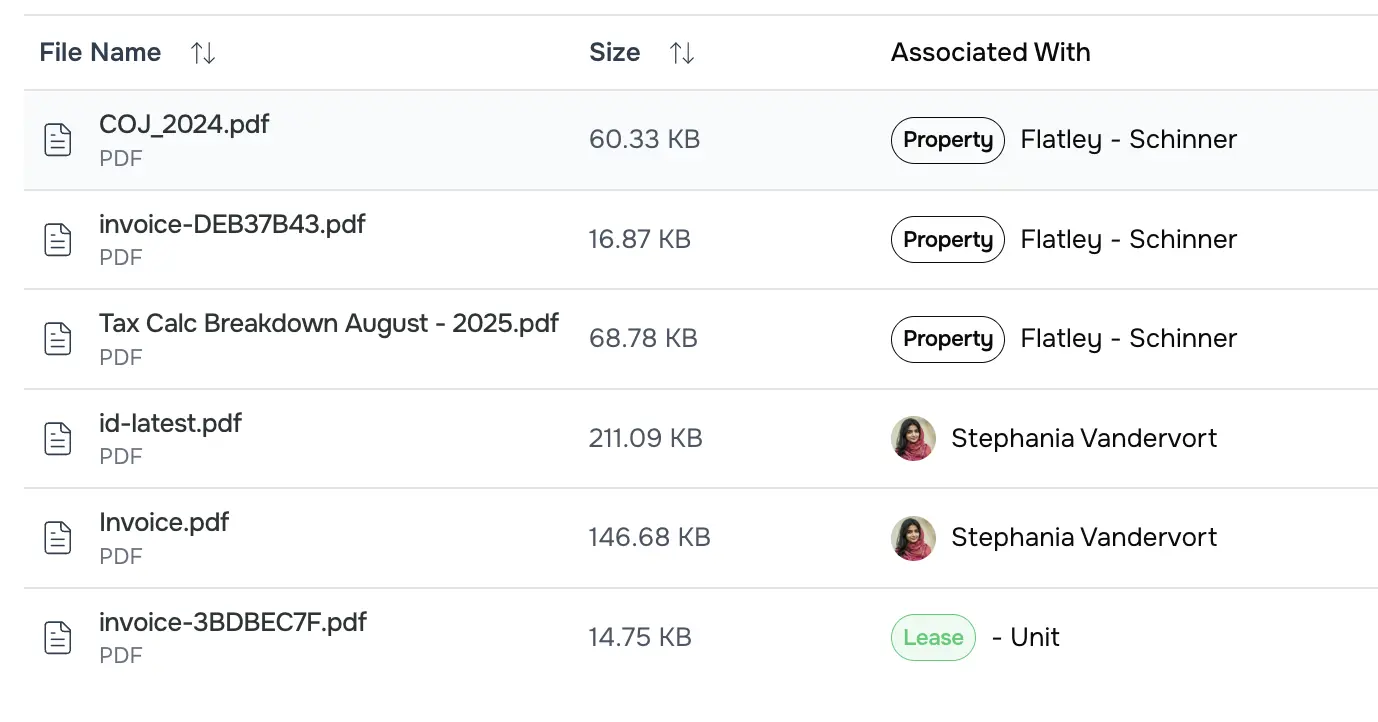 File Name Size Associated With
COJ_2024.pdf
PDF
60.33 KB
Property Flatley - Schinner
invoice-DEB37B43.pdf
PDF
16.87 KB
Property Flatley - Schinner
Tax Calc Breakdown August - 2025.pdf
PDF
68.78 KB
Property Flatley - Schinner
id-latest.pdf
PDF
211.09 KB
Stephania Vandervort
Invoice.pdf
PDF
146.68 KB
Stephania Vandervort
invoice-3BDBEC7F.pdf
PDF
14.75 KB
Lease - Unit